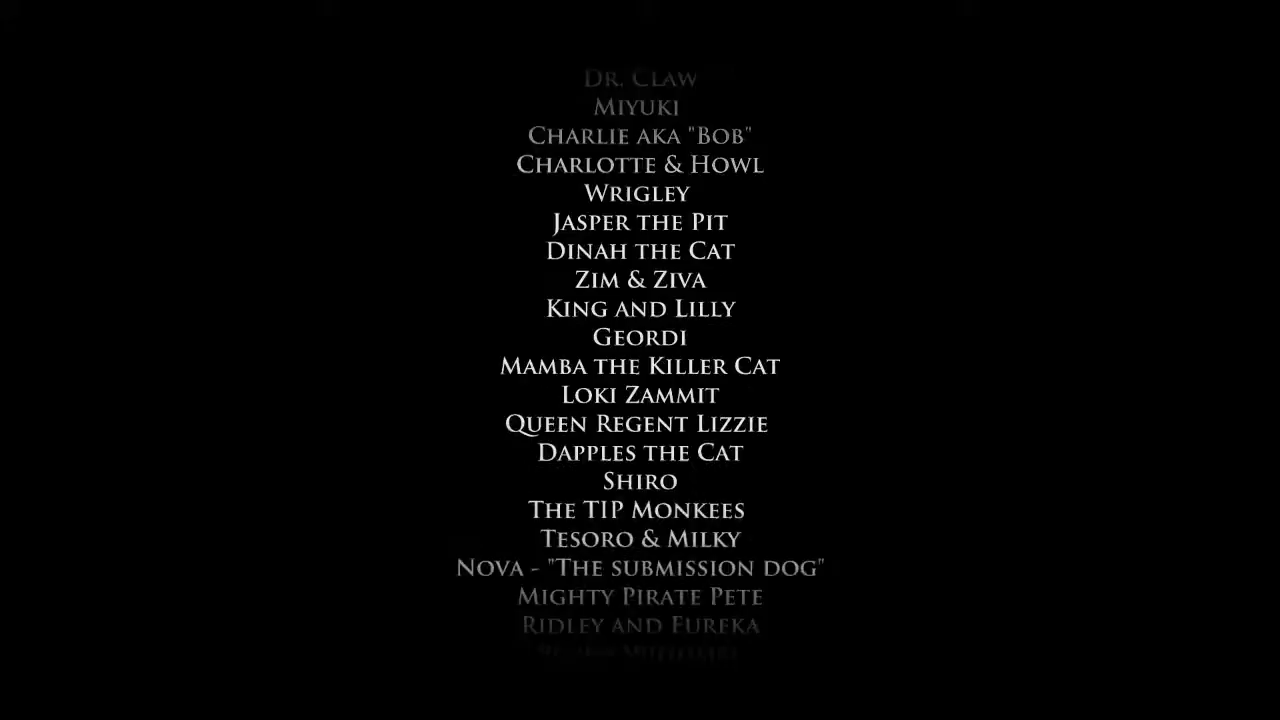 Dr. Claw
Miyuki
Charlie aka "Bob"
Charlotte & Howl
Wrigley
Jasper the Pit
Dinah the Cat
Zim & Ziva
King and Lilly
Geordi
Mamba the Killer Cat
Loki Zammit
Queen Regent Lizzie
Dapples the Cat
Shiro
The TIP Monkees
Tesoro & Milky
Nova - "The submission dog"
Mighty Pirate Pete
Ridley and Eureka